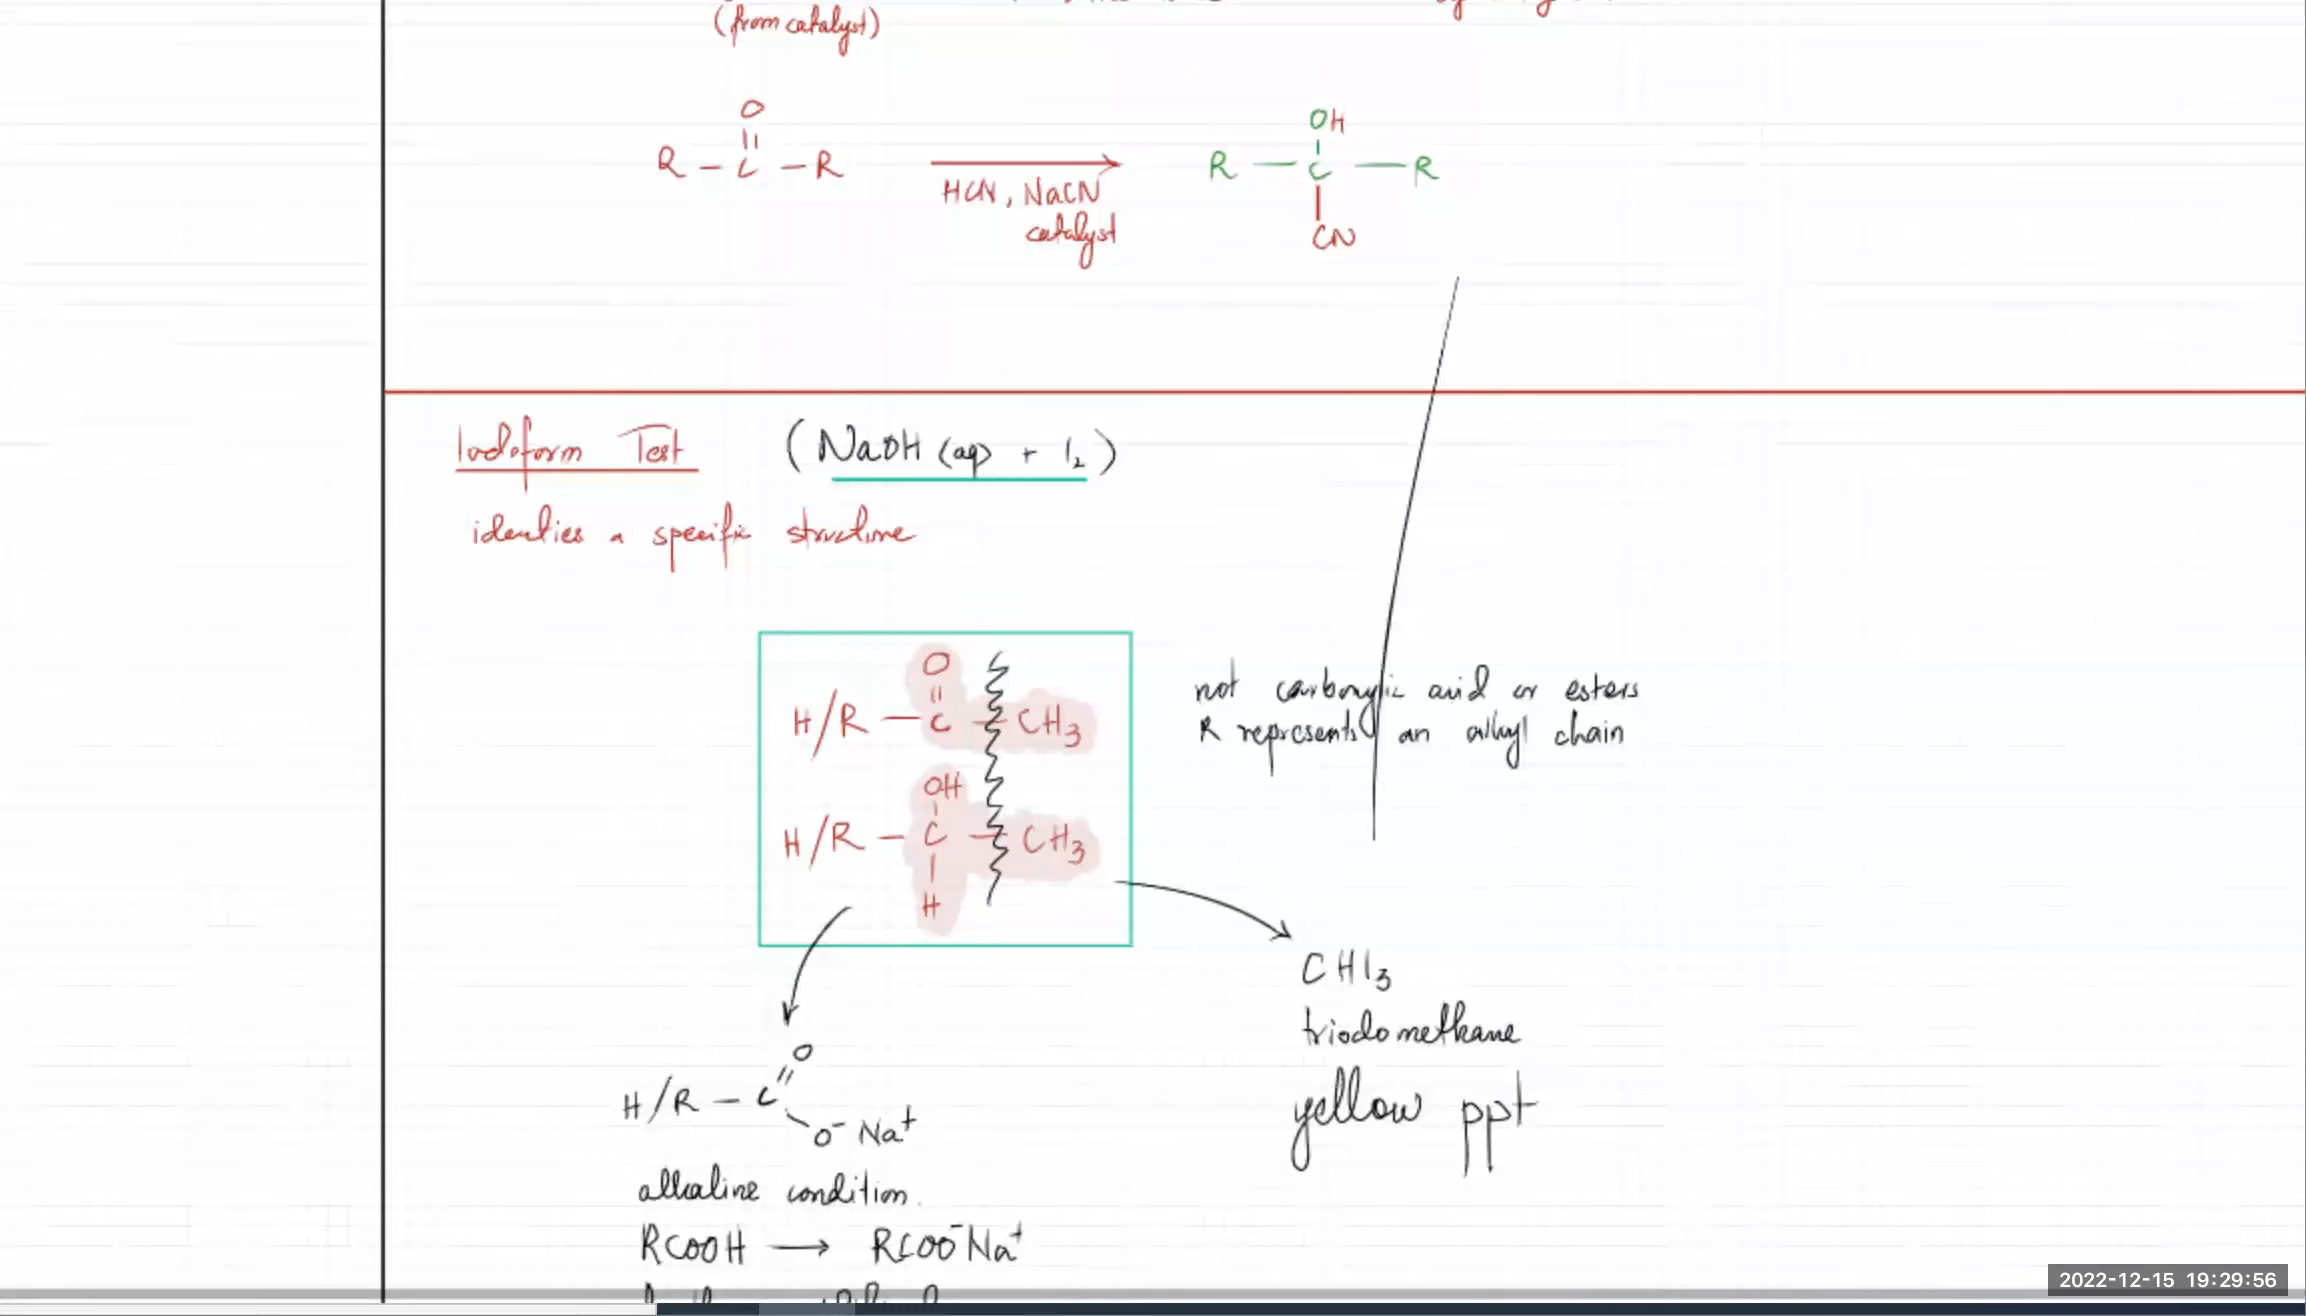 (from catalyst)
O
R - C - R
HCN, NaCN
catalyst
OH
R - C - R
CN
Iodoform Test (NaOH (aq) + I2)
identies a specific structure
O
H/R - C - CH3
OH
H/R - C - CH3
H
not carboxylic acid or esters
R represents an alkyl chain
CHI3
triodomethane
yellow ppt
O
H/R - C
O⁻ Na⁺
alkaline condition.
RCOOH → RCOO⁻Na⁺
2022-12-15 19:29:56